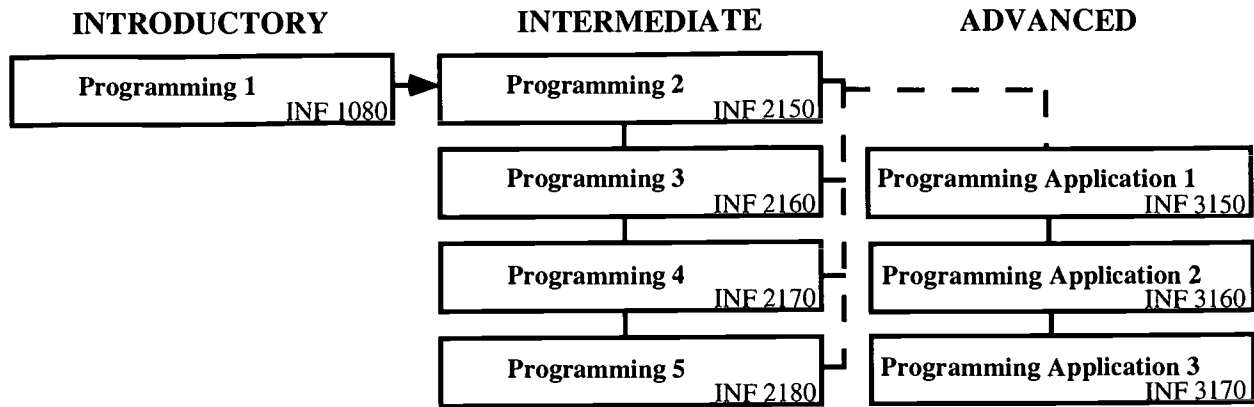 INTRODUCTORY
INTERMEDIATE
ADVANCED
Programming 1
INF 1080
Programming 2
INF 2150
Programming 3
INF 2160
Programming 4
INF 2170
Programming 5
INF 2180
Programming Application 1
INF 3150
Programming Application 2
INF 3160
Programming Application 3
INF 3170